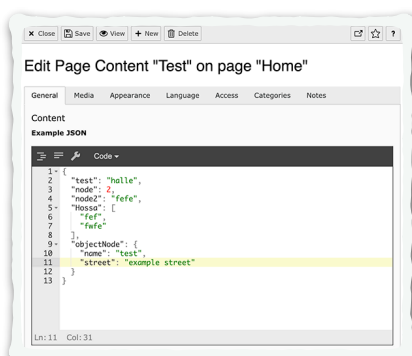 Close Save View + New Delete ?
Edit Page Content "Test" on page "Home"
General Media Appearance Language Access Categories Notes
Content
Example JSON
Code
1 {
2 "test": "halle",
3 "node": 2,
4 "node2": "fefe",
5 "Hossa": [
6 "fef",
7 "fwfe"
8 ],
9 "objectNode": {
10 "name": "test",
11 "street": "example street"
12 }
13 }
Ln: 11 Col: 31